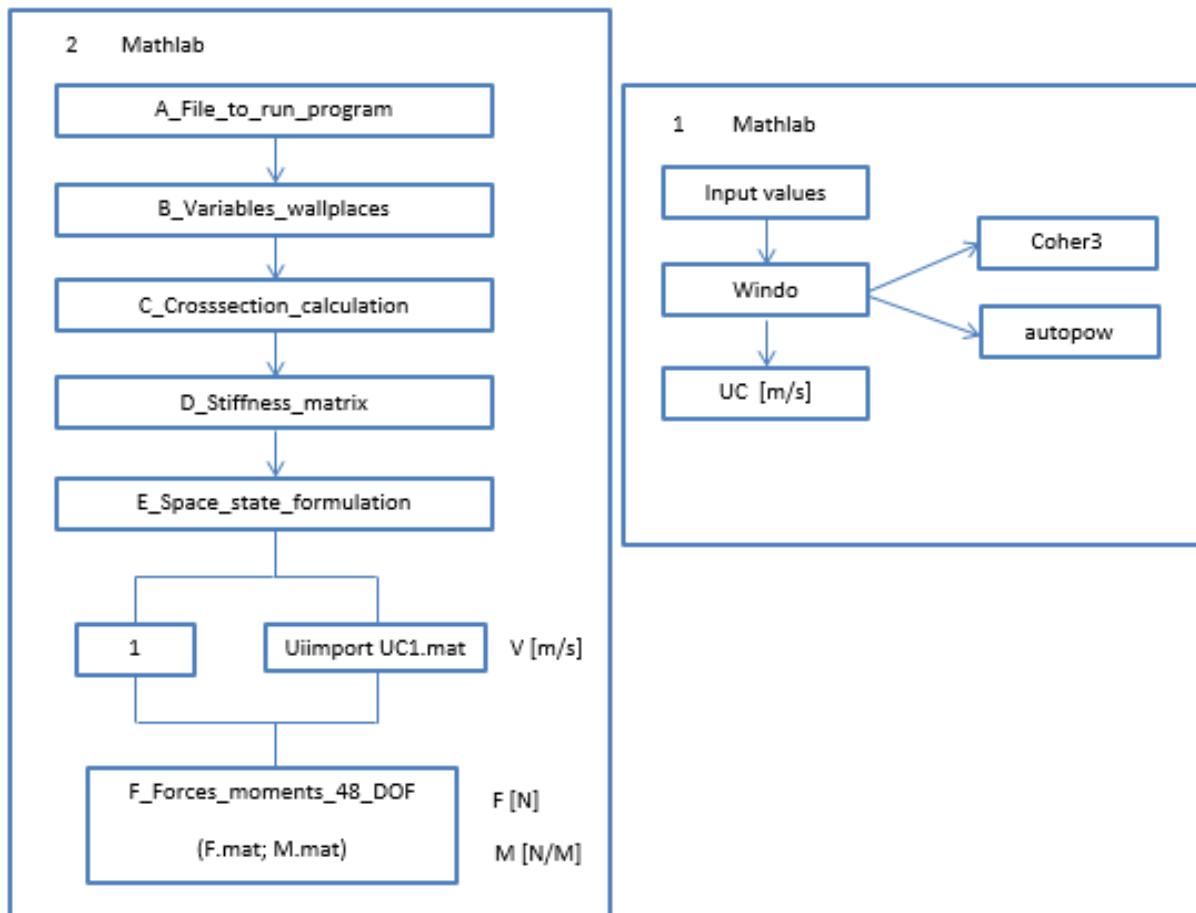 2 Mathlab
A_File_to_run_program
B_Variables_wallplaces
C_Crosssection_calculation
D_Stiffness_matrix
E_Space_state_formulation
1
Uiimport UC1.mat
V [m/s]
F_Forces_moments_48_DOF
(F.mat; M.mat)
F [N]
M [N/M]
1 Mathlab
Input values
Windo
Coher3
autopow
UC [m/s]